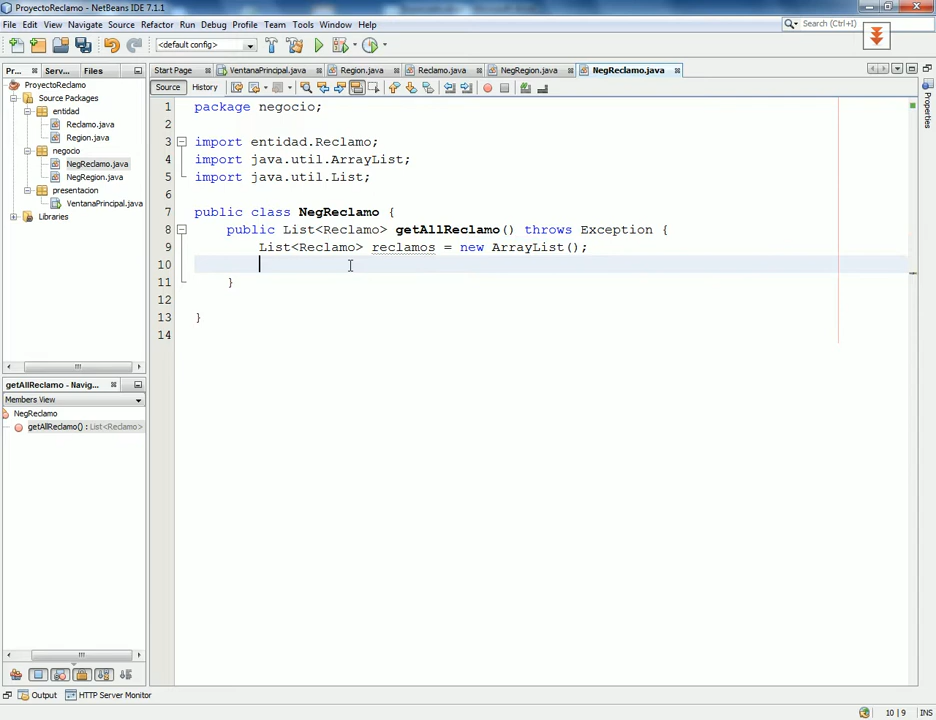 ProyectoReclamo - NetBeans IDE 7.1.1
File Edit View Navigate Source Refactor Run Debug Profile Team Tools Window Help
Search (Ctrl+I)
<default config>
Pr... Serv... Files
Start Page VentanaPrincipal.java Region.java Reclamo.java NegRegion.java NegReclamo.java
Source History
ProyectoReclamo
Source Packages
entidad
Reclamo.java
Region.java
negocio
NegReclamo.java
NegRegion.java
presentacion
VentanaPrincipal.java
Libraries
1 package negocio;
2
3 import entidad.Reclamo;
4 import java.util.ArrayList;
5 import java.util.List;
6
7 public class NegReclamo {
8 public List<Reclamo> getAllReclamo() throws Exception {
9 List<Reclamo> reclamos = new ArrayList();
10
11 }
12
13 }
14
Properties
getAllReclamo - Navig...
Members View
NegReclamo
getAllReclamo() : List<Reclamo>
Output HTTP Server Monitor
10 | 9 INS